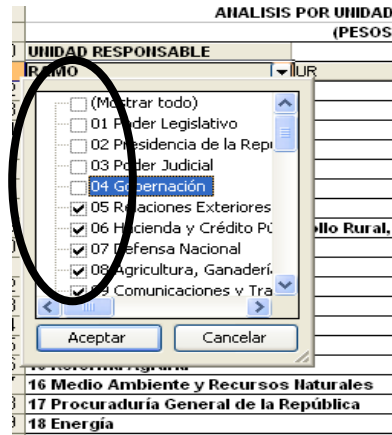 ANALISIS POR UNIDAD
(PESOS
UNIDAD RESPONSABLE
RAMO UR
(Mostrar todo)
01 Poder Legislativo
02 Presidencia de la Repú
03 Poder Judicial
04 Gobernación
05 Relaciones Exteriores
06 Hacienda y Crédito Pú
ollo Rural,
07 Defensa Nacional
08 Agricultura, Ganaderí
09 Comunicaciones y Tra
Aceptar Cancelar
15 Reforma Agraria
16 Medio Ambiente y Recursos Naturales
17 Procuraduría General de la República
18 Energía